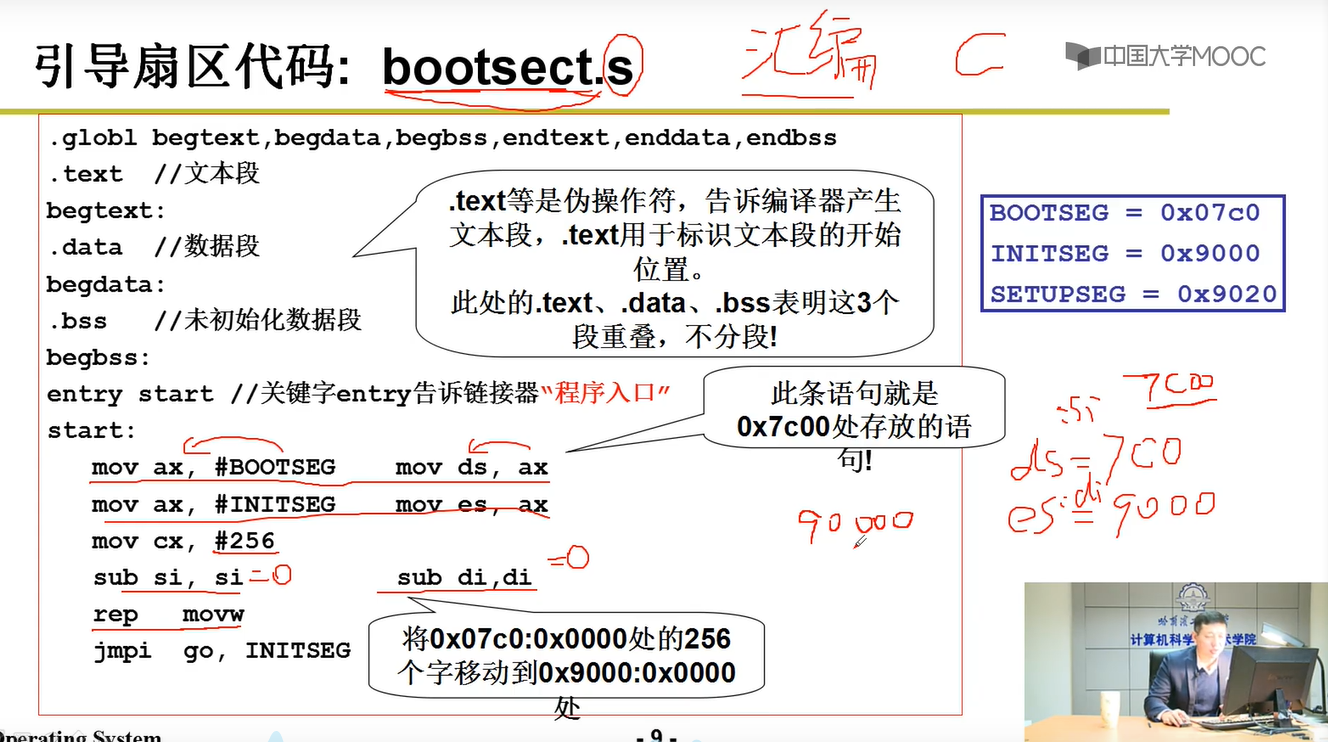 引导扇区代码: bootsect.s
汇编 C
中国大学MOOC
.globl begtext,begdata,begbss,endtext,enddata,endbss
.text //文本段
begtext:
.data //数据段
begdata:
.bss //未初始化数据段
begbss:
entry start //关键字entry告诉链接器“程序入口”
start:
mov ax, #BOOTSEG mov ds, ax
mov ax, #INITSEG mov es, ax
mov cx, #256
sub si, si =0 sub di,di =0
rep movw
jmpi go, INITSEG
.text等是伪操作符，告诉编译器产生
文本段，.text用于标识文本段的开始
位置。
此处的.text、.data、.bss表明这3个
段重叠，不分段!
此条语句就是
0x7c00处存放的语
句!
将0x07c0:0x0000处的256
个字移动到0x9000:0x0000
处
BOOTSEG = 0x07c0
INITSEG = 0x9000
SETUPSEG = 0x9020
7C00
:si
ds=7C0
:di
es=9000
90000
计算机科学
术学院
Operating System
- 9 -